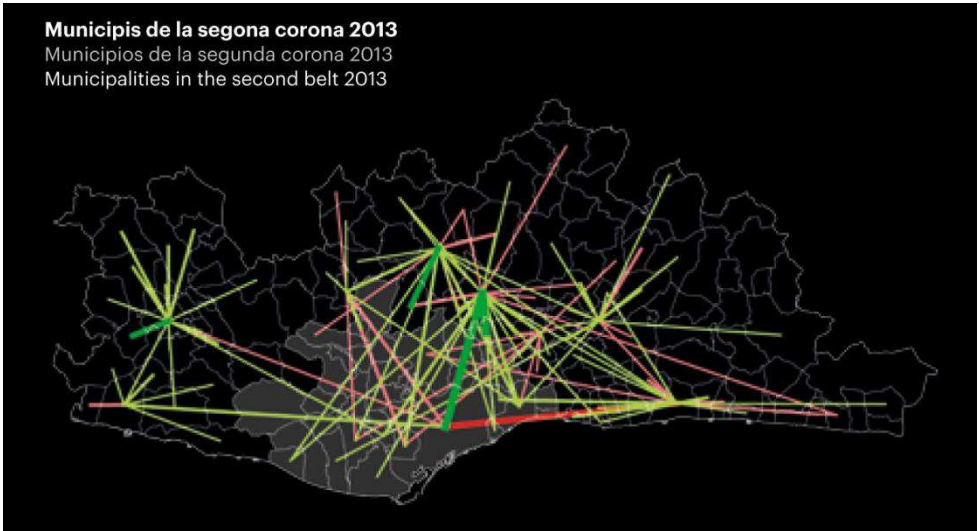 Municipis de la segona corona 2013
Municipios de la segunda corona 2013
Municipalities in the second belt 2013